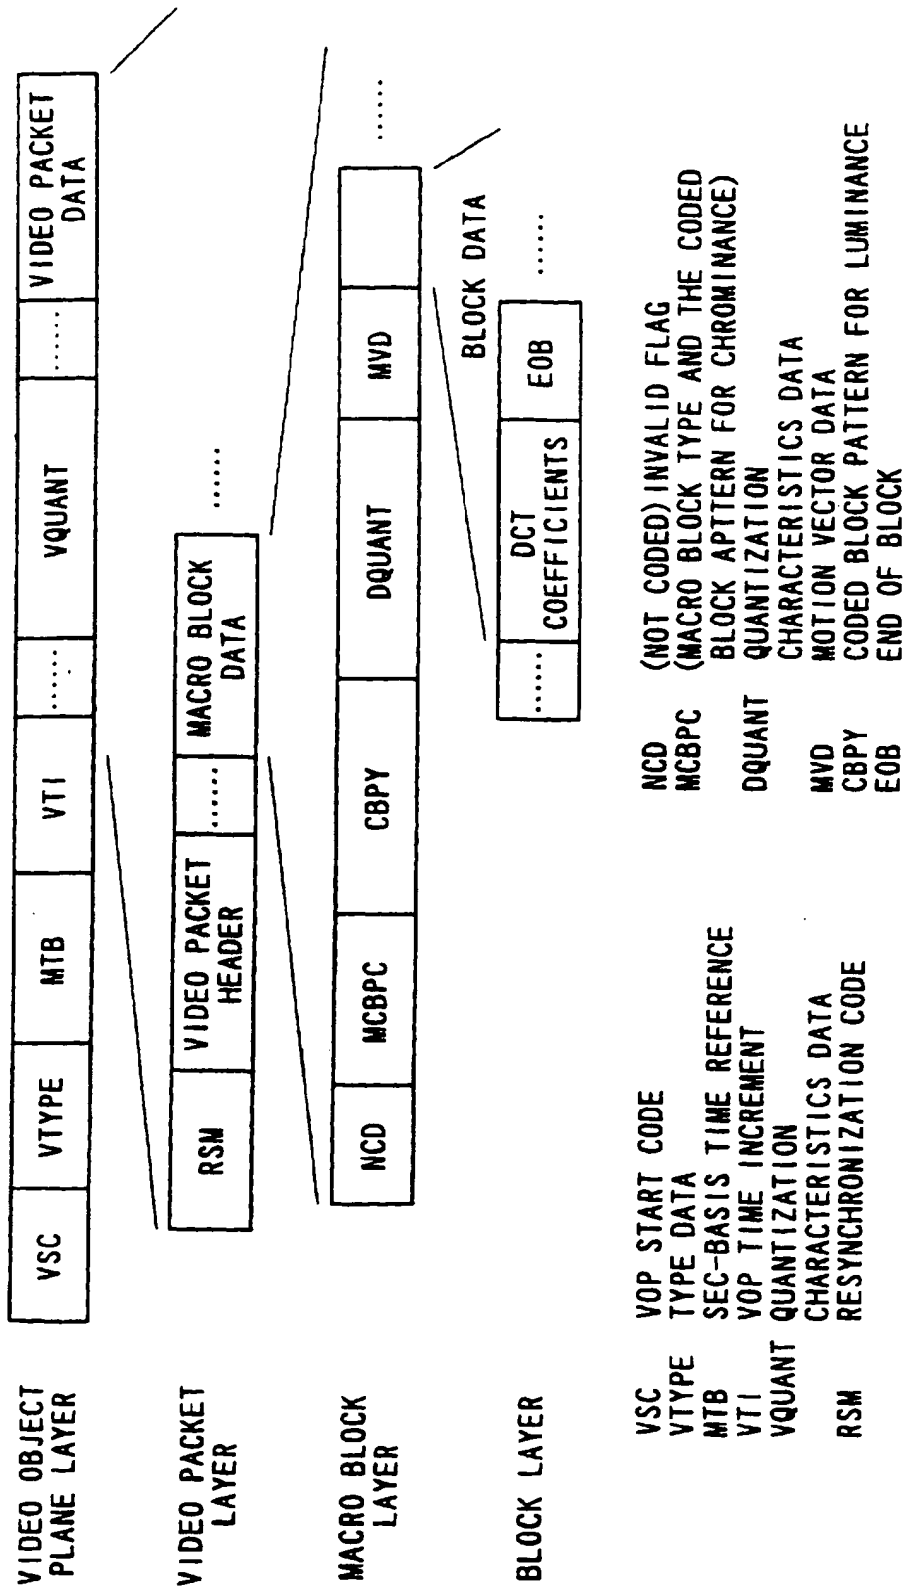 VIDEO OBJECT
PLANE LAYER
VSC
VTYPE
MTB
VTI
......
VQUANT
......
VIDEO PACKET
DATA
VIDEO PACKET
LAYER
RSM
VIDEO PACKET
HEADER
......
MACRO BLOCK
DATA
......
MACRO BLOCK
LAYER
NCD
MCBPC
CBPY
DQUANT
MVD
......
BLOCK DATA
BLOCK LAYER
......
DCT
COEFFICIENTS
EOB
......
VSC VOP START CODE
VTYPE TYPE DATA
MTB SEC-BASIS TIME REFERENCE
VTI VOP TIME INCREMENT
VQUANT QUANTIZATION
CHARACTERISTICS DATA
RSM RESYNCHRONIZATION CODE
NCD (NOT CODED) INVALID FLAG
MCBPC (MACRO BLOCK TYPE AND THE CODED
BLOCK APTTERN FOR CHROMINANCE)
DQUANT QUANTIZATION
CHARACTERISTICS DATA
MVD MOTION VECTOR DATA
CBPY CODED BLOCK PATTERN FOR LUMINANCE
EOB END OF BLOCK